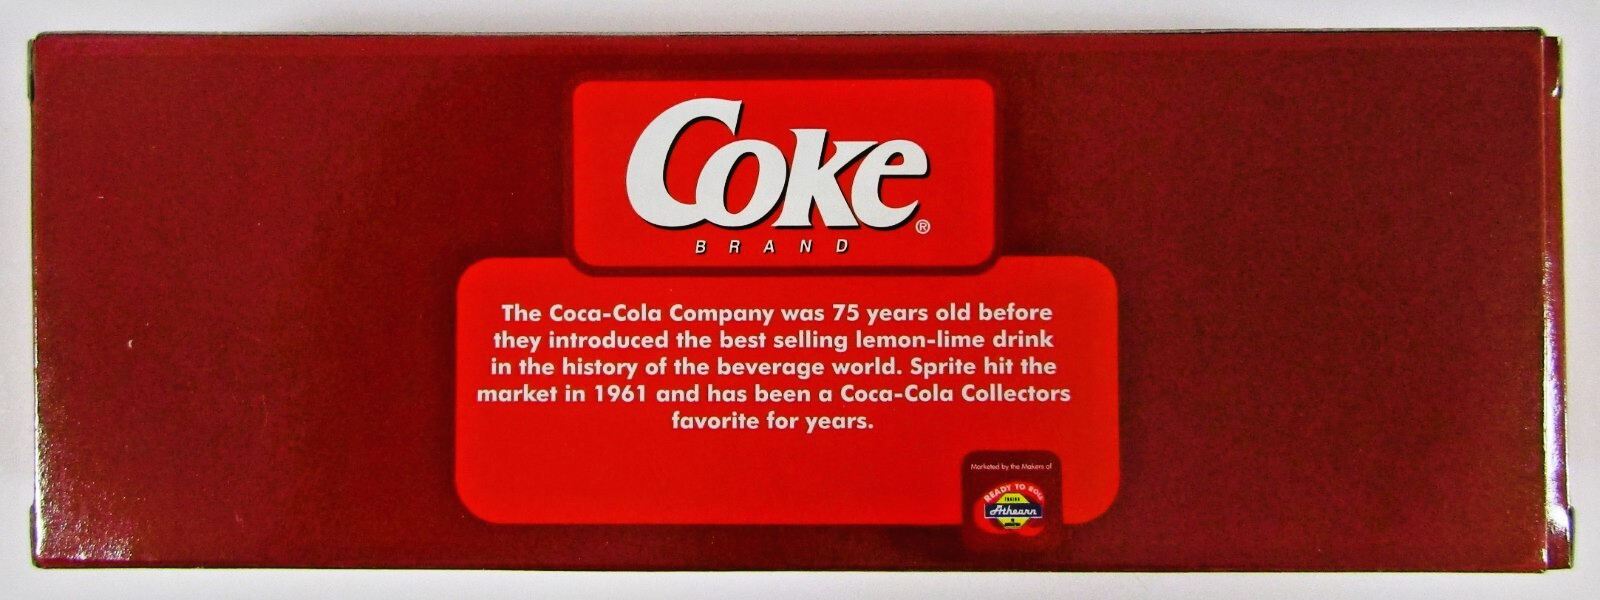 Coke®
BRAND
The Coca-Cola Company was 75 years old before
they introduced the best selling lemon-lime drink
in the history of the beverage world. Sprite hit the
market in 1961 and has been a Coca-Cola Collectors
favorite for years.
Marketed by the Makers of
READY TO ROLL
TRAINS
Athearn